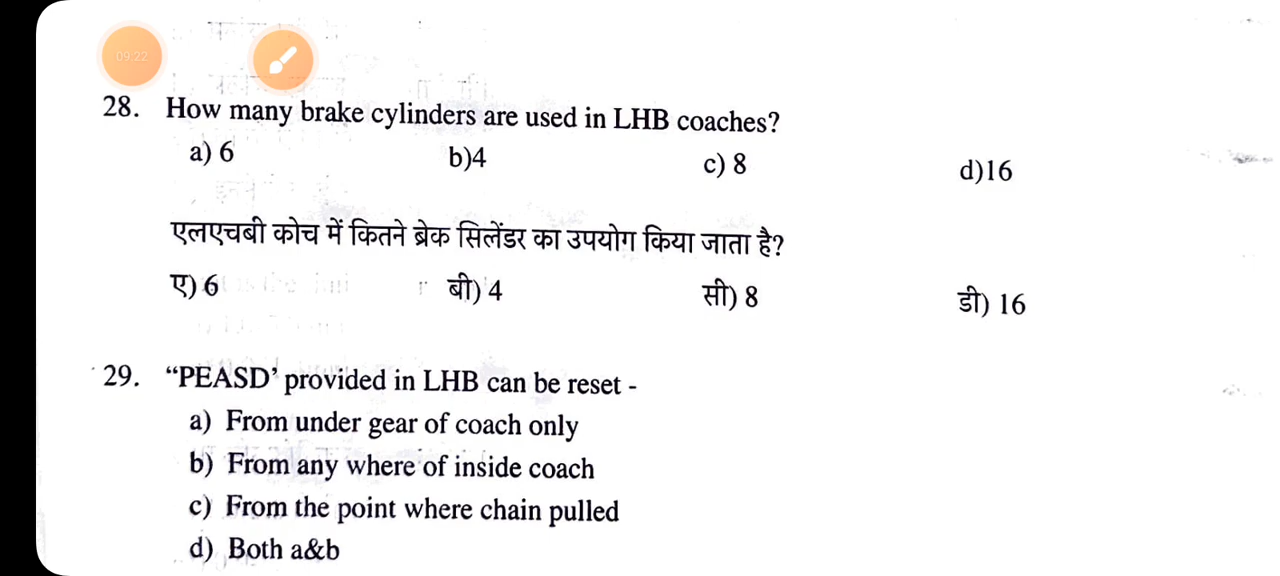 09:22
28. How many brake cylinders are used in LHB coaches?
a) 6 b)4 c) 8 d)16
एलएचबी कोच में कितने ब्रेक सिलेंडर का उपयोग किया जाता है?
ए) 6 बी) 4 सी) 8 डी) 16
29. “PEASD’ provided in LHB can be reset -
a) From under gear of coach only
b) From any where of inside coach
c) From the point where chain pulled
d) Both a&b